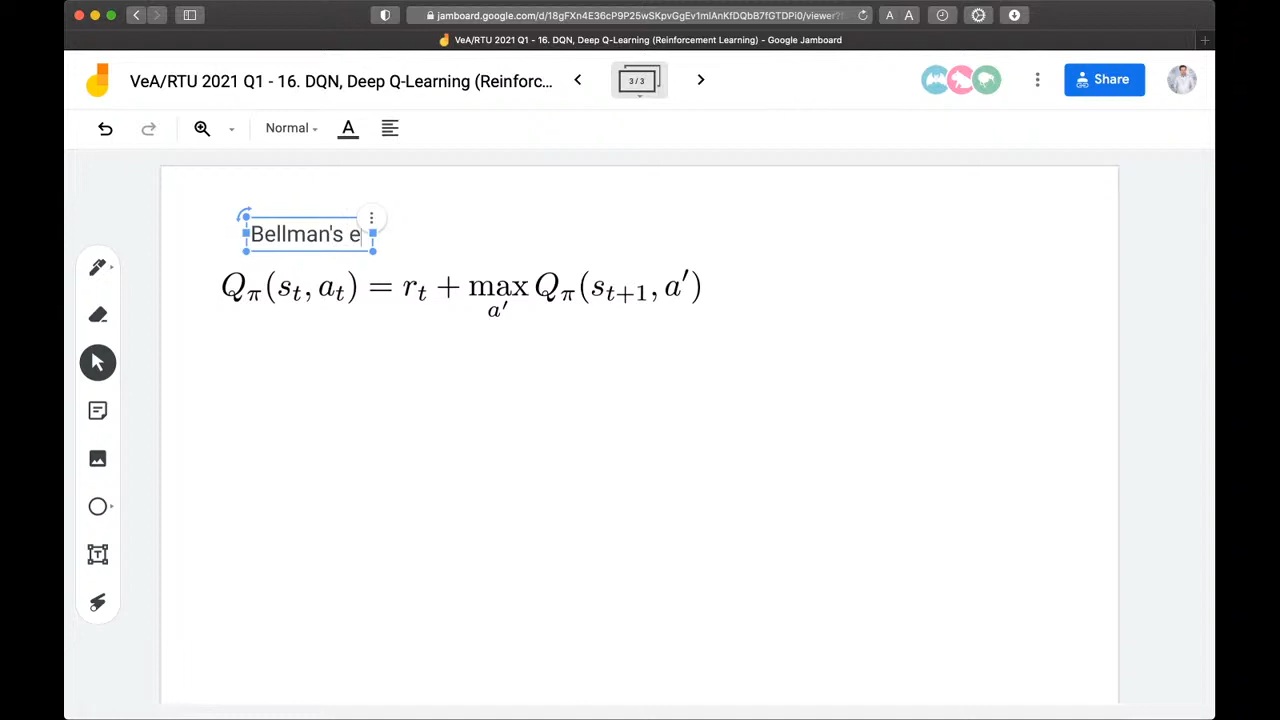 jamboard.google.com/d/18gFXn4E36cP9P25wSKpvGgEv1mIAnKfDQbB7fGTDPi0/viewer?f
A A
VeA/RTU 2021 Q1 - 16. DQN, Deep Q-Learning (Reinforcement Learning) - Google Jamboard
VeA/RTU 2021 Q1 - 16. DQN, Deep Q-Learning (Reinforc...
3 / 3
Share
Normal
A
Bellman's e
Q_π(s_t, a_t) = r_t + max_{a'} Q_π(s_{t+1}, a')
T